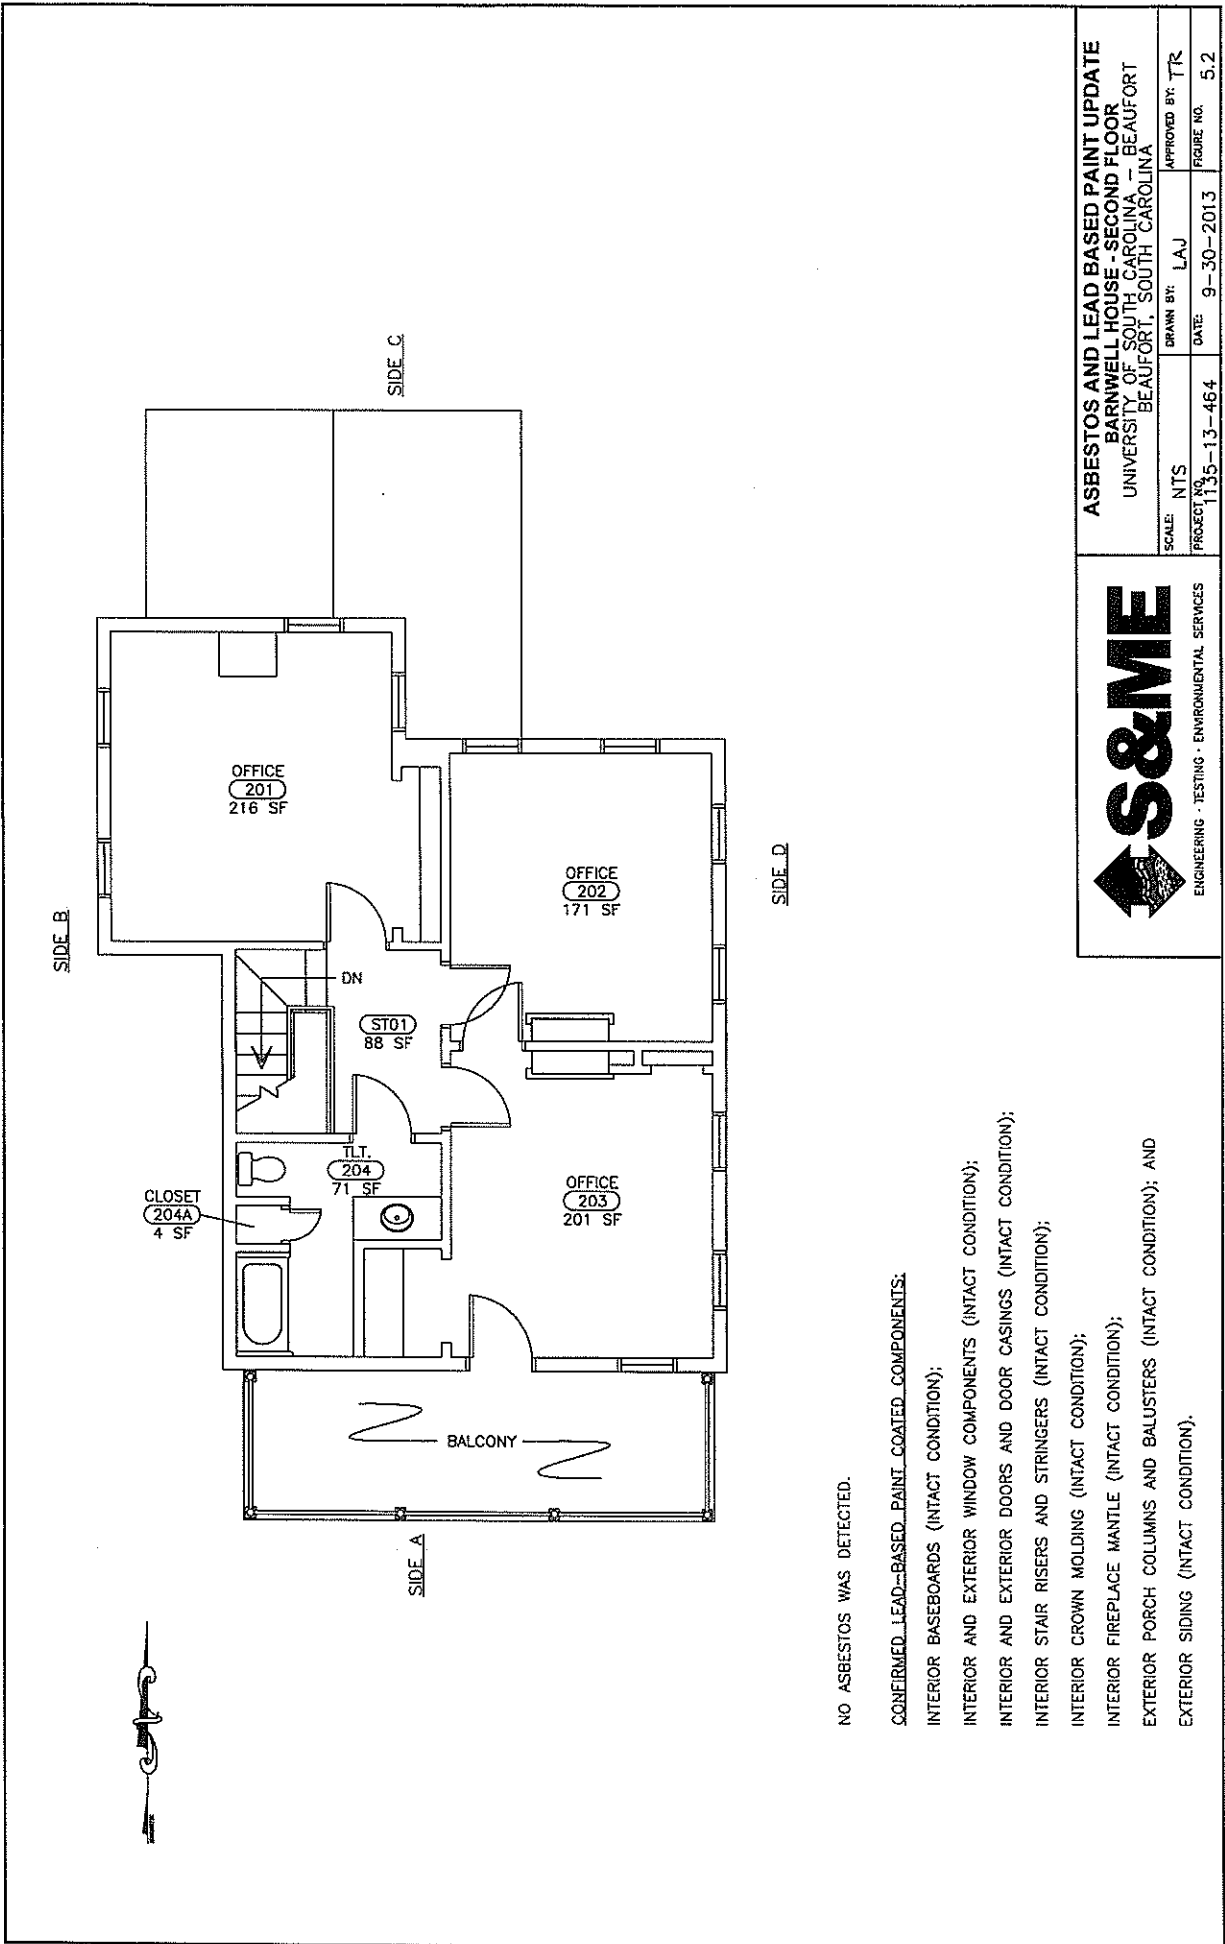 SIDE B
SIDE C
OFFICE
201
216 SF
DN
ST01
88 SF
OFFICE
202
171 SF
SIDE D
CLOSET
204A
4 SF
TLT.
204
71 SF
OFFICE
203
201 SF
BALCONY
SIDE A
NO ASBESTOS WAS DETECTED.
CONFIRMED LEAD-BASED PAINT COATED COMPONENTS:
INTERIOR BASEBOARDS (INTACT CONDITION);
INTERIOR AND EXTERIOR WINDOW COMPONENTS (INTACT CONDITION);
INTERIOR AND EXTERIOR DOORS AND DOOR CASINGS (INTACT CONDITION);
INTERIOR STAIR RISERS AND STRINGERS (INTACT CONDITION);
INTERIOR CROWN MOLDING (INTACT CONDITION);
INTERIOR FIREPLACE MANTLE (INTACT CONDITION);
EXTERIOR PORCH COLUMNS AND BALUSTERS (INTACT CONDITION); AND
EXTERIOR SIDING (INTACT CONDITION).
S&ME
ENGINEERING · TESTING · ENVIRONMENTAL SERVICES
ASBESTOS AND LEAD BASED PAINT UPDATE
BARNWELL HOUSE - SECOND FLOOR
UNIVERSITY OF SOUTH CAROLINA – BEAUFORT
BEAUFORT, SOUTH CAROLINA
SCALE: NTS
DRAWN BY: LAJ
APPROVED BY: TR
PROJECT NO. 1135-13-464
DATE: 9-30-2013
FIGURE NO. 5.2